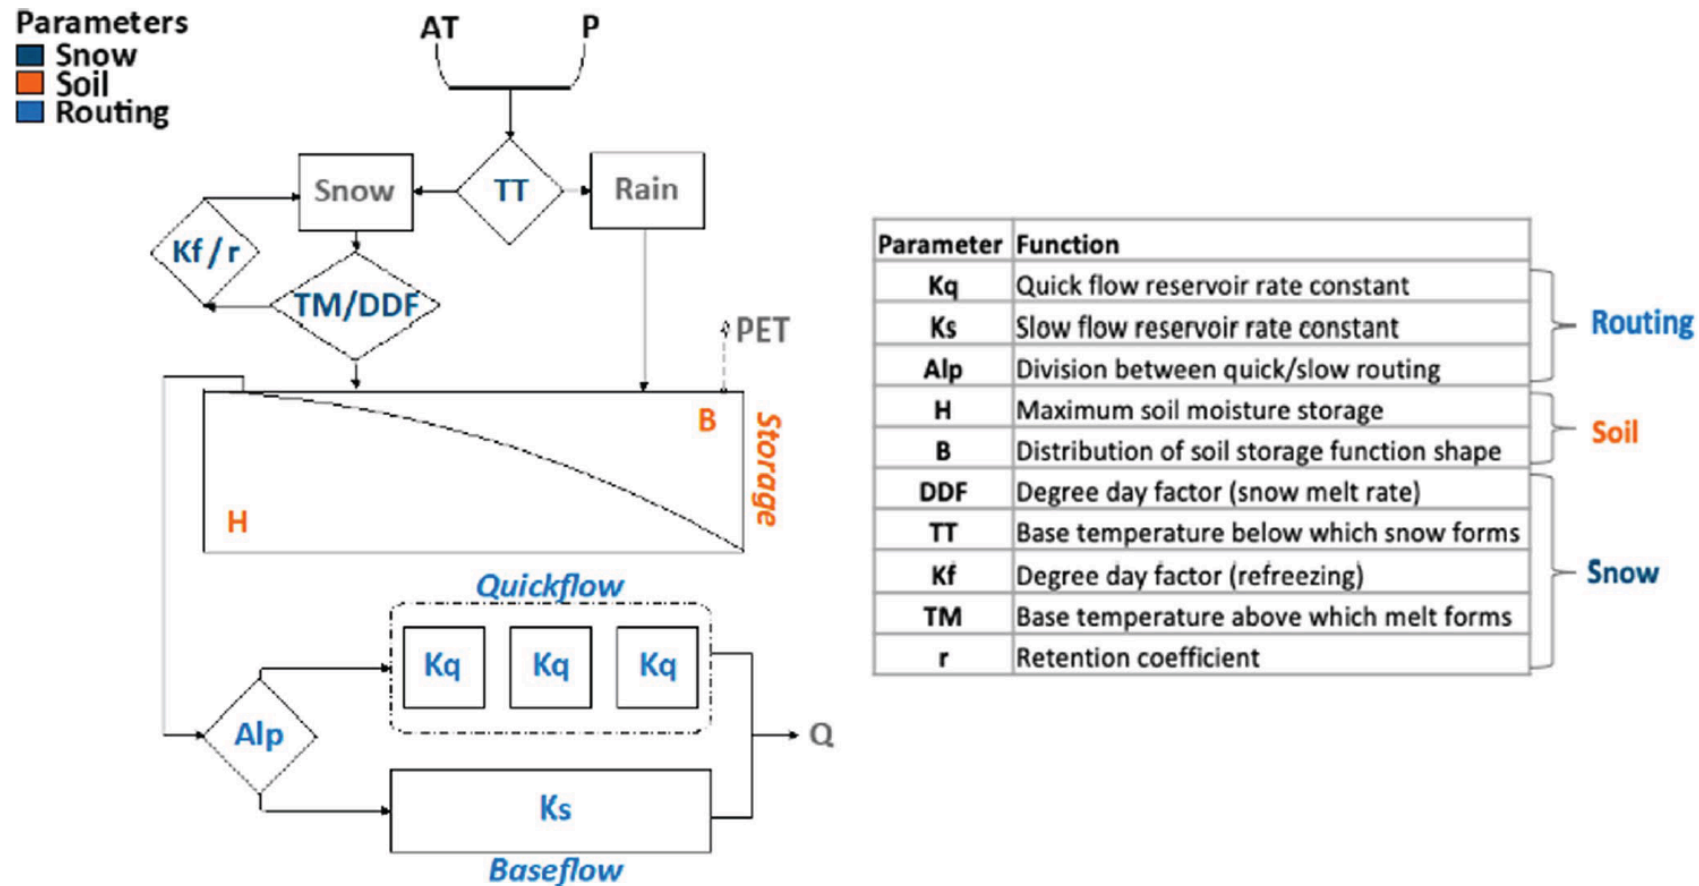 Parameters
Snow
Soil
Routing
AT P
Snow TT Rain
Kf / r
TM/DDF
PET
B
Storage
H
Quickflow
Kq Kq Kq
Alp
Q
Ks
Baseflow
Parameter Function
Kq Quick flow reservoir rate constant
Ks Slow flow reservoir rate constant
Alp Division between quick/slow routing
H Maximum soil moisture storage
B Distribution of soil storage function shape
DDF Degree day factor (snow melt rate)
TT Base temperature below which snow forms
Kf Degree day factor (refreezing)
TM Base temperature above which melt forms
r Retention coefficient
Routing
Soil
Snow